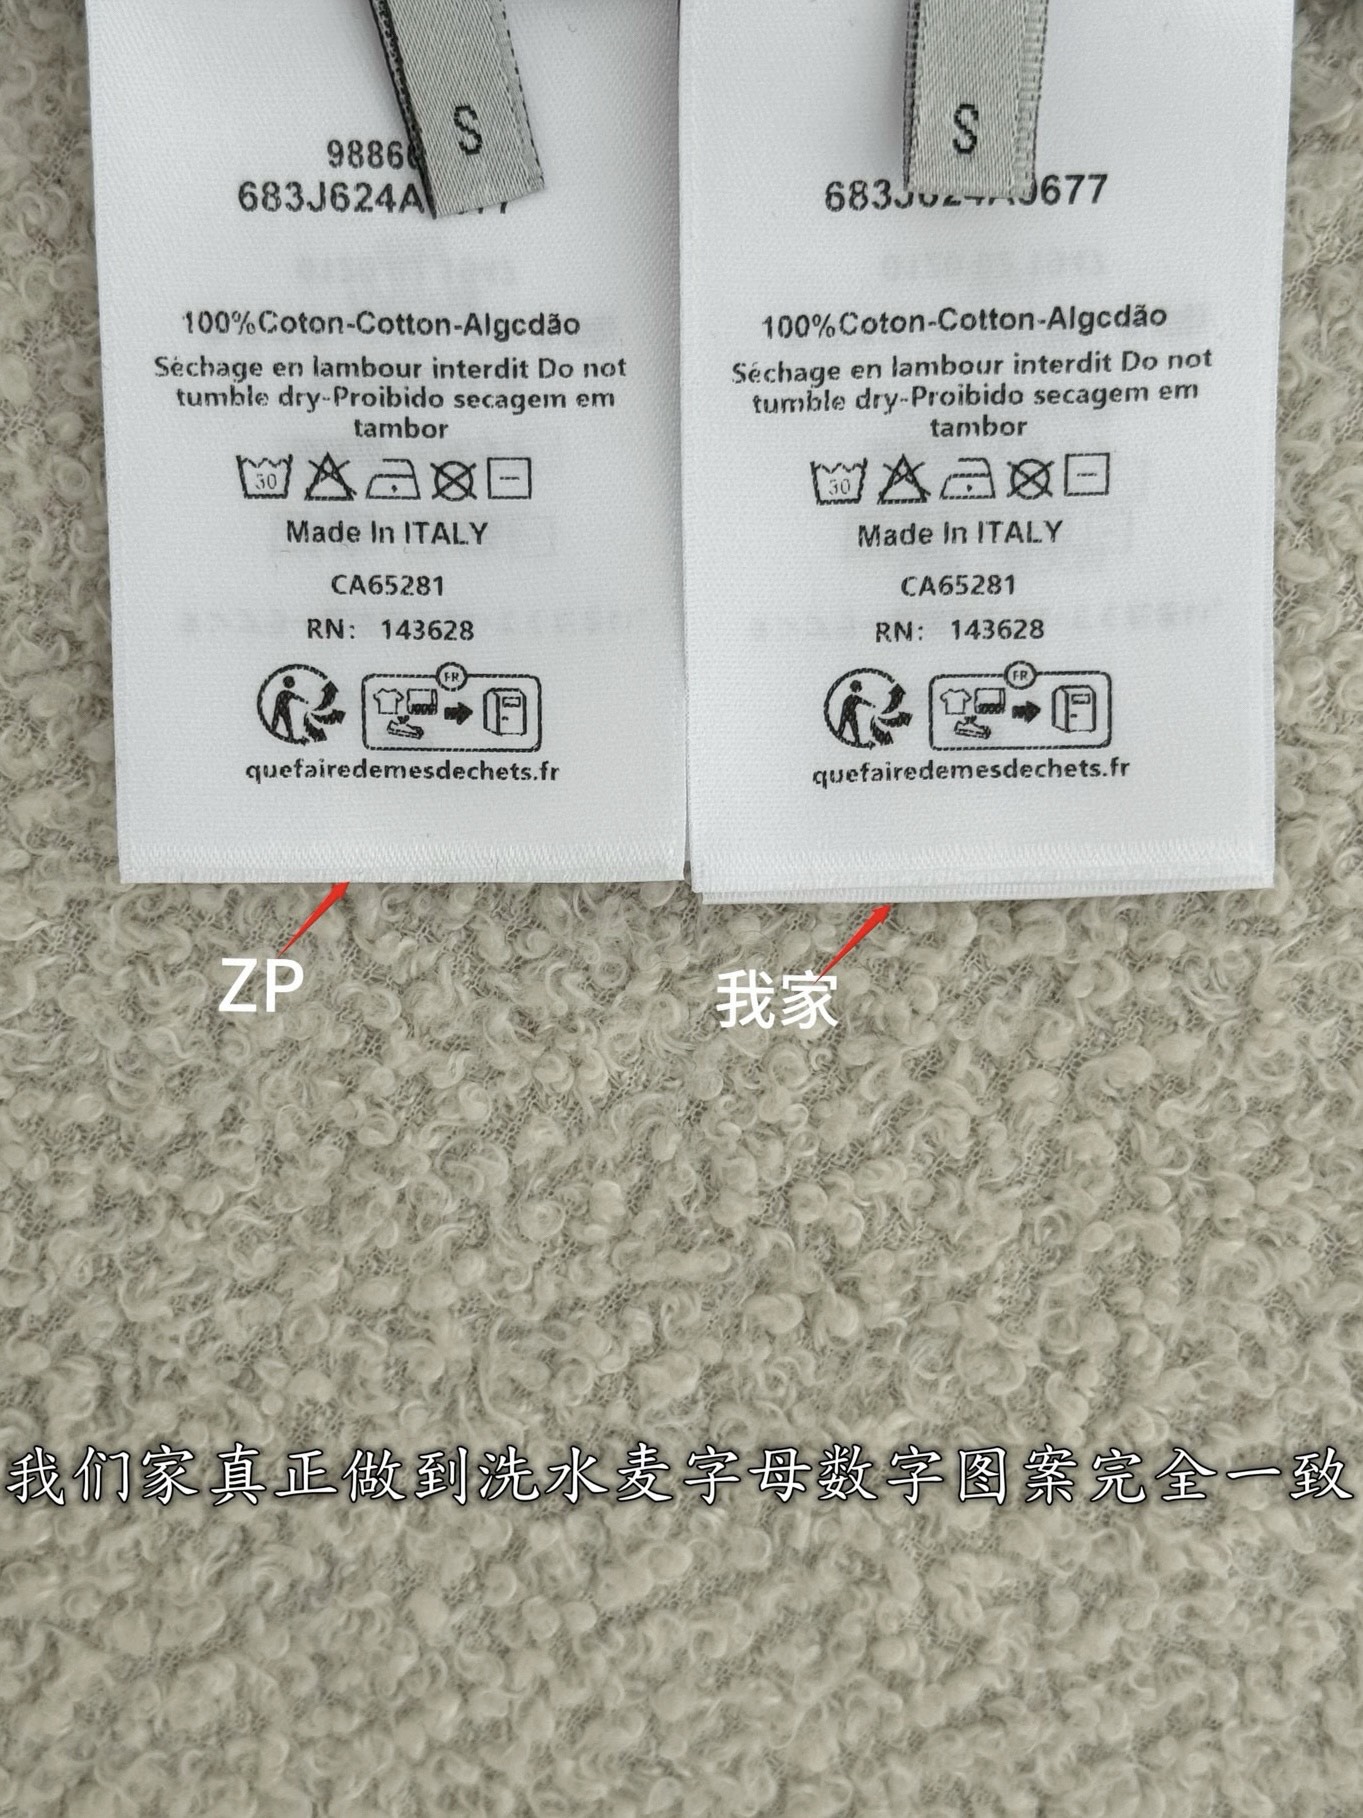 S
9886
683J624A
100%Coton-Cotton-Algcdão
Séchage en lambour interdit Do not
tumble dry-Proibido secagem em
tambor
30
Made In ITALY
CA65281
RN: 143628
FR
quefairedemesdechets.fr
ZP
S
683J624A0677
100%Coton-Cotton-Algcdão
Séchage en lambour interdit Do not
tumble dry-Proibido secagem em
tambor
30
Made In ITALY
CA65281
RN: 143628
FR
quefairedemesdechets.fr
我家
我们家真正做到洗水麦字母数字图案完全一致